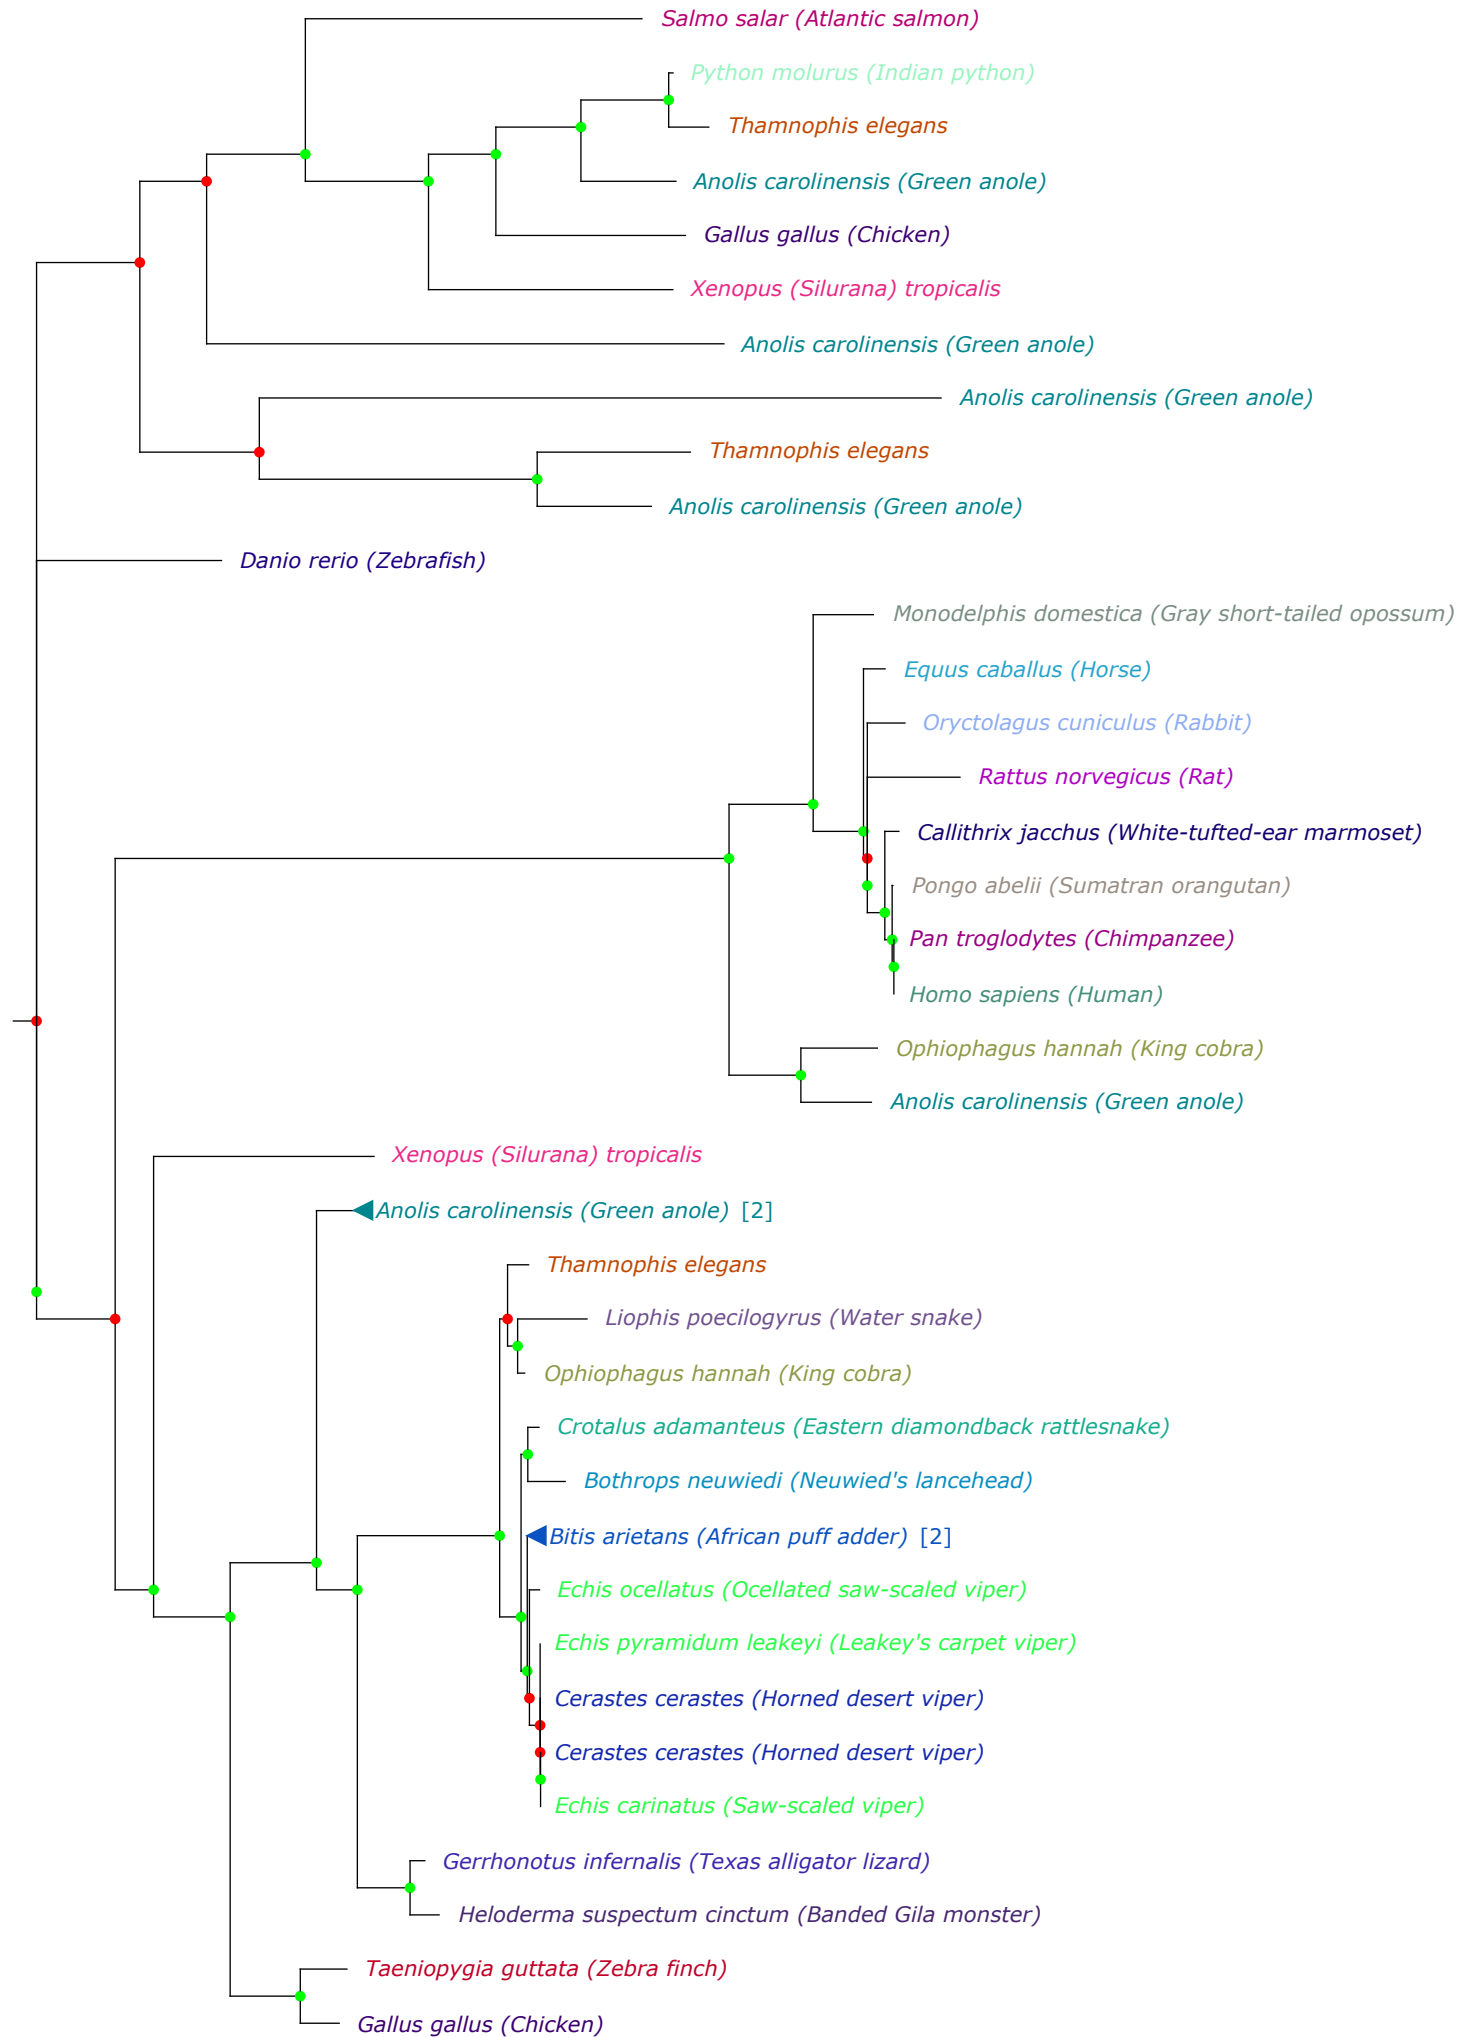 Salmo salar (Atlantic salmon)
Python molurus (Indian python)
Thamnophis elegans
Anolis carolinensis (Green anole)
Gallus gallus (Chicken)
Xenopus (Silurana) tropicalis
Anolis carolinensis (Green anole)
Anolis carolinensis (Green anole)
Thamnophis elegans
Anolis carolinensis (Green anole)
Danio rerio (Zebrafish)
Monodelphis domestica (Gray short-tailed opossum)
Equus caballus (Horse)
Oryctolagus cuniculus (Rabbit)
Rattus norvegicus (Rat)
Callithrix jacchus (White-tufted-ear marmoset)
Pongo abelii (Sumatran orangutan)
Pan troglodytes (Chimpanzee)
Homo sapiens (Human)
Ophiophagus hannah (King cobra)
Anolis carolinensis (Green anole)
Xenopus (Silurana) tropicalis
Anolis carolinensis (Green anole) [2]
Thamnophis elegans
Liophis poecilogyrus (Water snake)
Ophiophagus hannah (King cobra)
Crotalus adamanteus (Eastern diamondback rattlesnake)
Bothrops neuwiedi (Neuwied's lancehead)
Bitis arietans (African puff adder) [2]
Echis ocellatus (Ocellated saw-scaled viper)
Echis pyramidum leakeyi (Leakey's carpet viper)
Cerastes cerastes (Horned desert viper)
Cerastes cerastes (Horned desert viper)
Echis carinatus (Saw-scaled viper)
Gerrhonotus infernalis (Texas alligator lizard)
Heloderma suspectum cinctum (Banded Gila monster)
Taeniopygia guttata (Zebra finch)
Gallus gallus (Chicken)